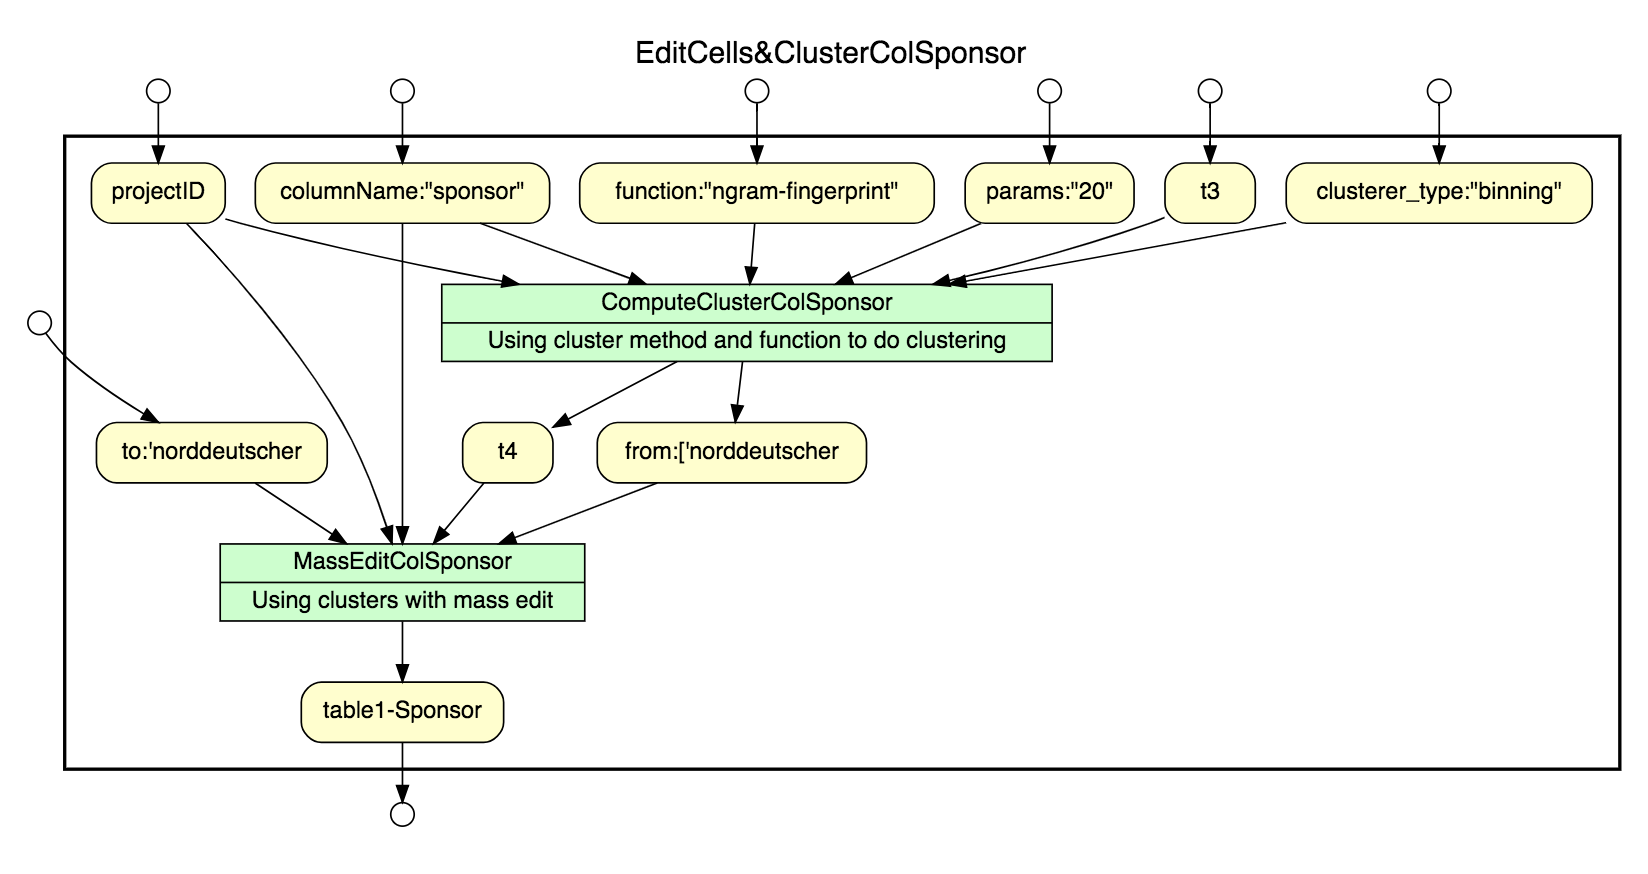 EditCells&ClusterColSponsor
projectID
columnName:"sponsor"
function:"ngram-fingerprint"
params:"20"
t3
clusterer_type:"binning"
ComputeClusterColSponsor
Using cluster method and function to do clustering
to:'norddeutscher
t4
from:['norddeutscher
MassEditColSponsor
Using clusters with mass edit
table1-Sponsor